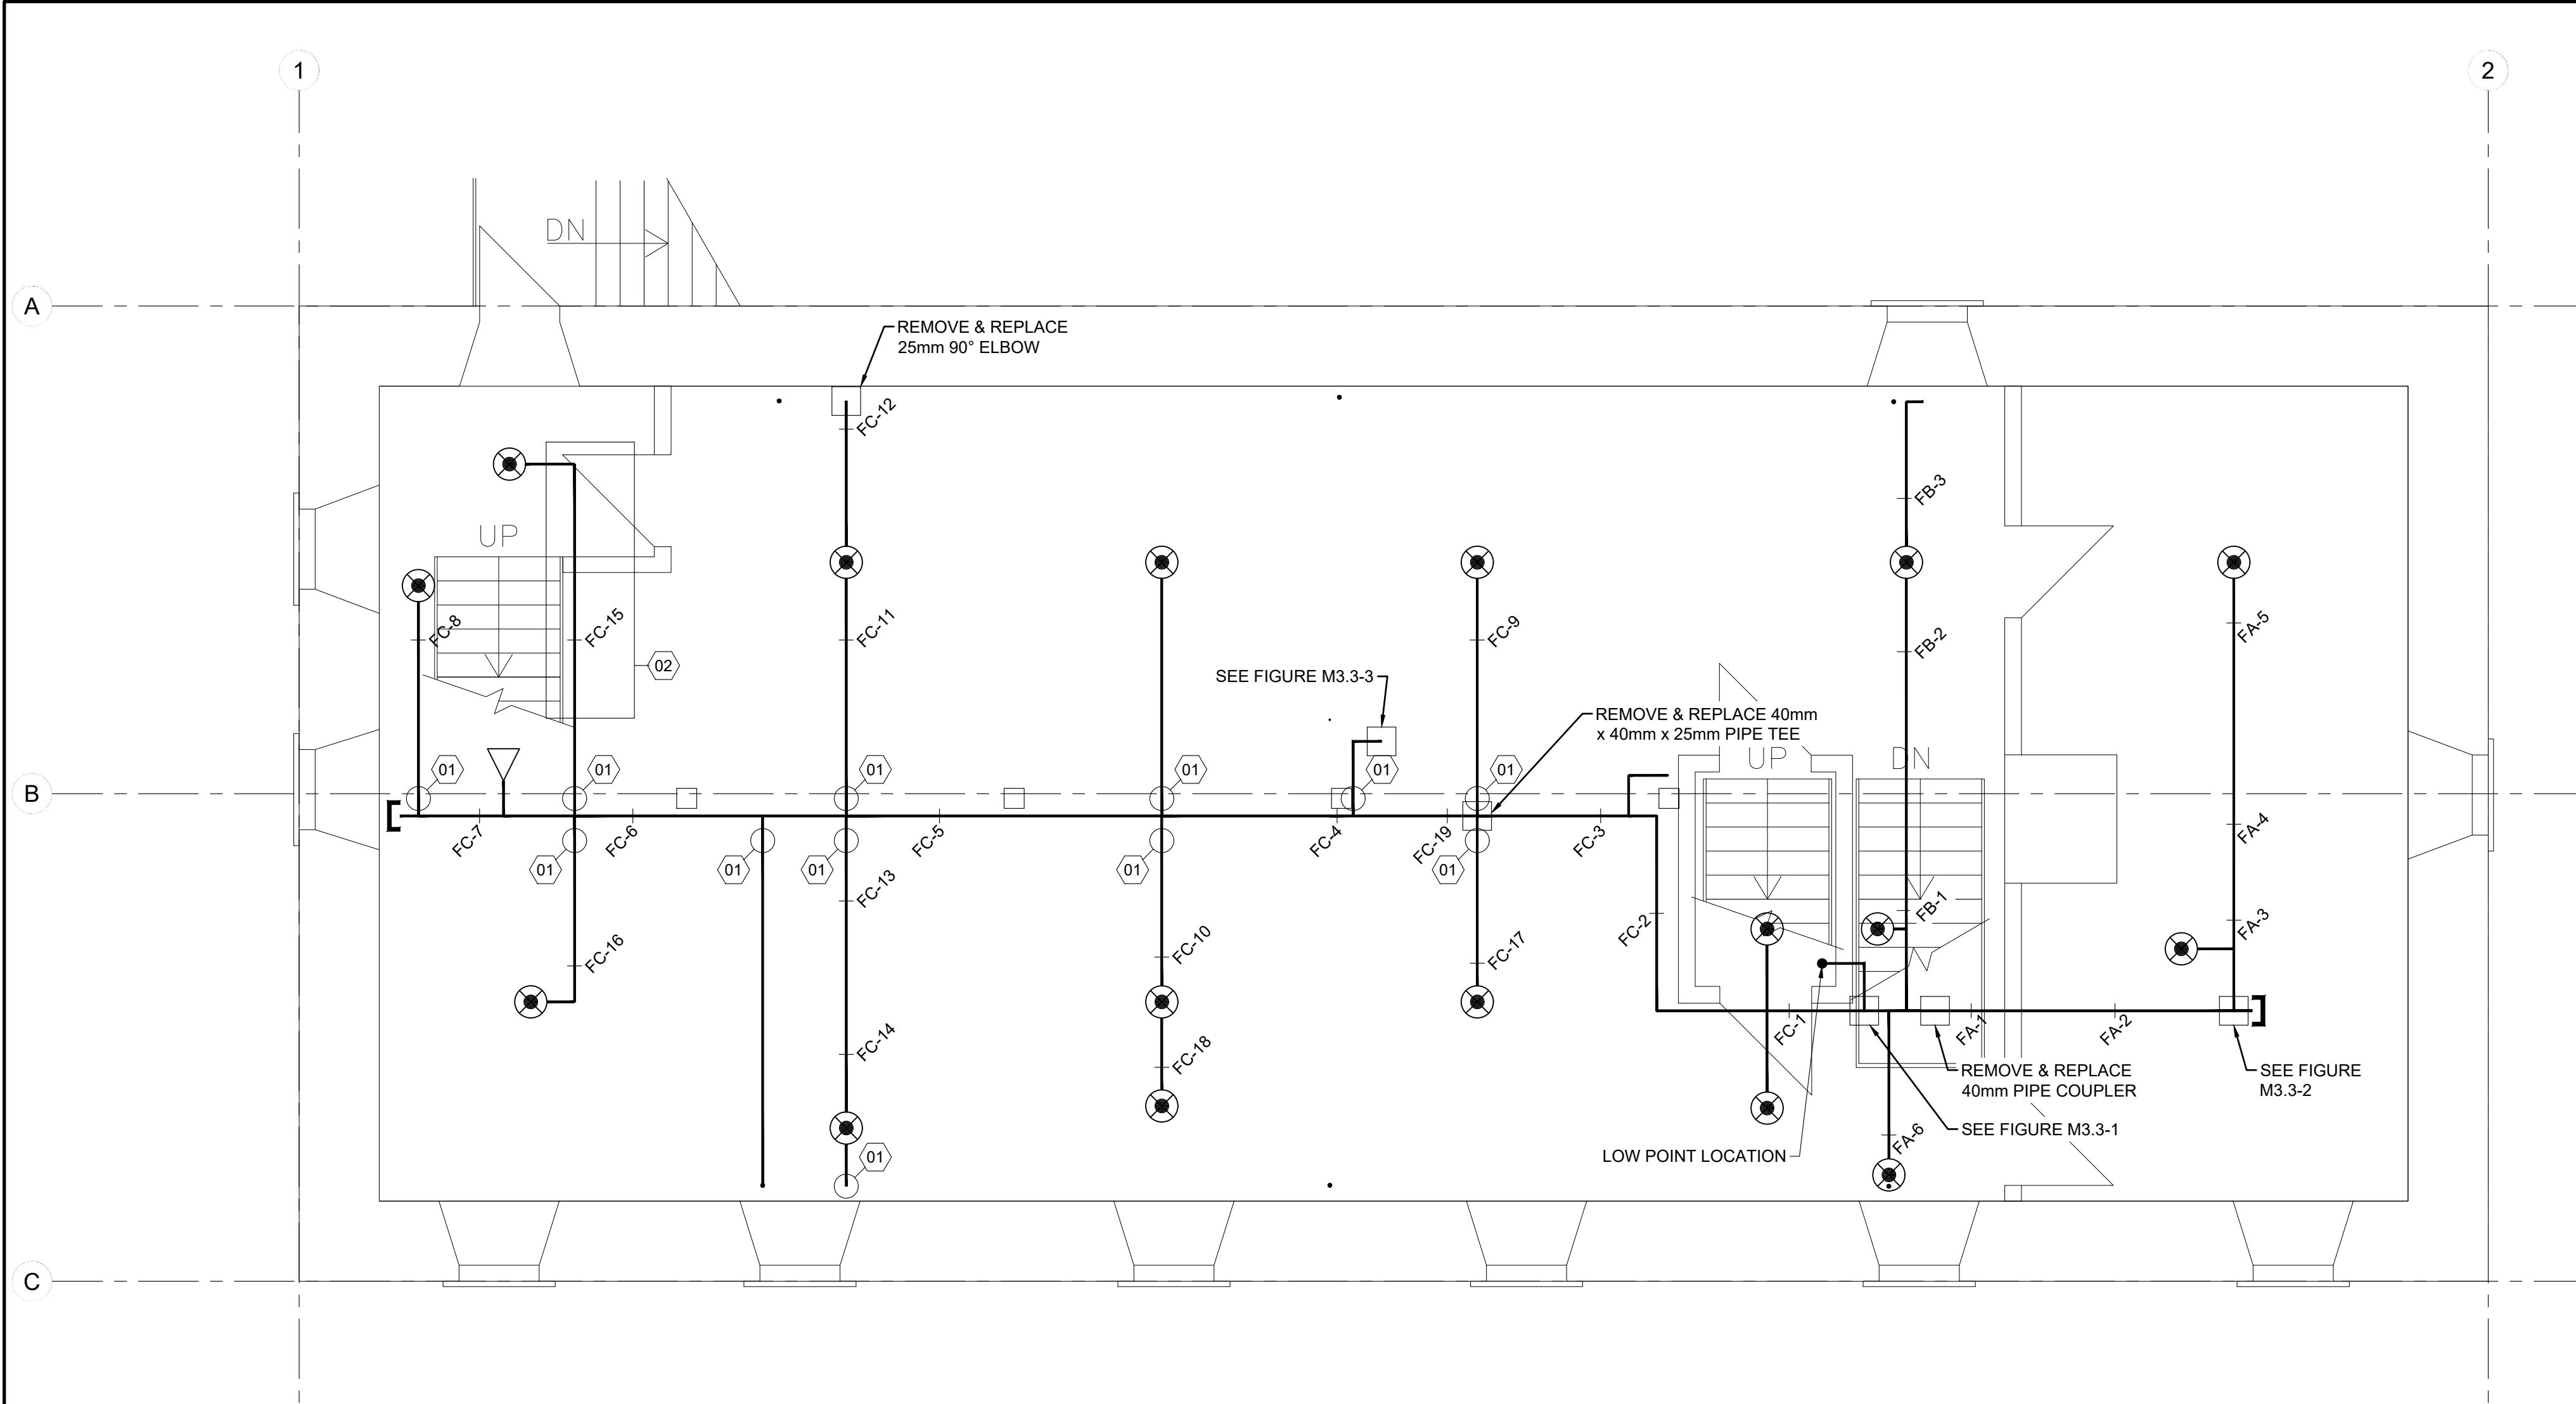 1
2
DN
A
REMOVE & REPLACE
25mm 90° ELBOW
FC-12
FB-3
UP
FC-8
FC-15
FC-11
FC-9
FB-2
FA-5
02
SEE FIGURE M3.3-3
REMOVE & REPLACE 40mm
x 40mm x 25mm PIPE TEE
UP
DN
01
01
01
01
01
01
B
FC-7
FC-6
FC-5
FC-4
FC-19
FC-3
FA-4
01
01
01
01
01
FC-13
FC-2
FB-1
FA-3
FC-16
FC-10
FC-17
FC-14
FC-18
FC-1
FA-1
FA-2
REMOVE & REPLACE
40mm PIPE COUPLER
SEE FIGURE
M3.3-2
SEE FIGURE M3.3-1
FA-6
LOW POINT LOCATION
01
C